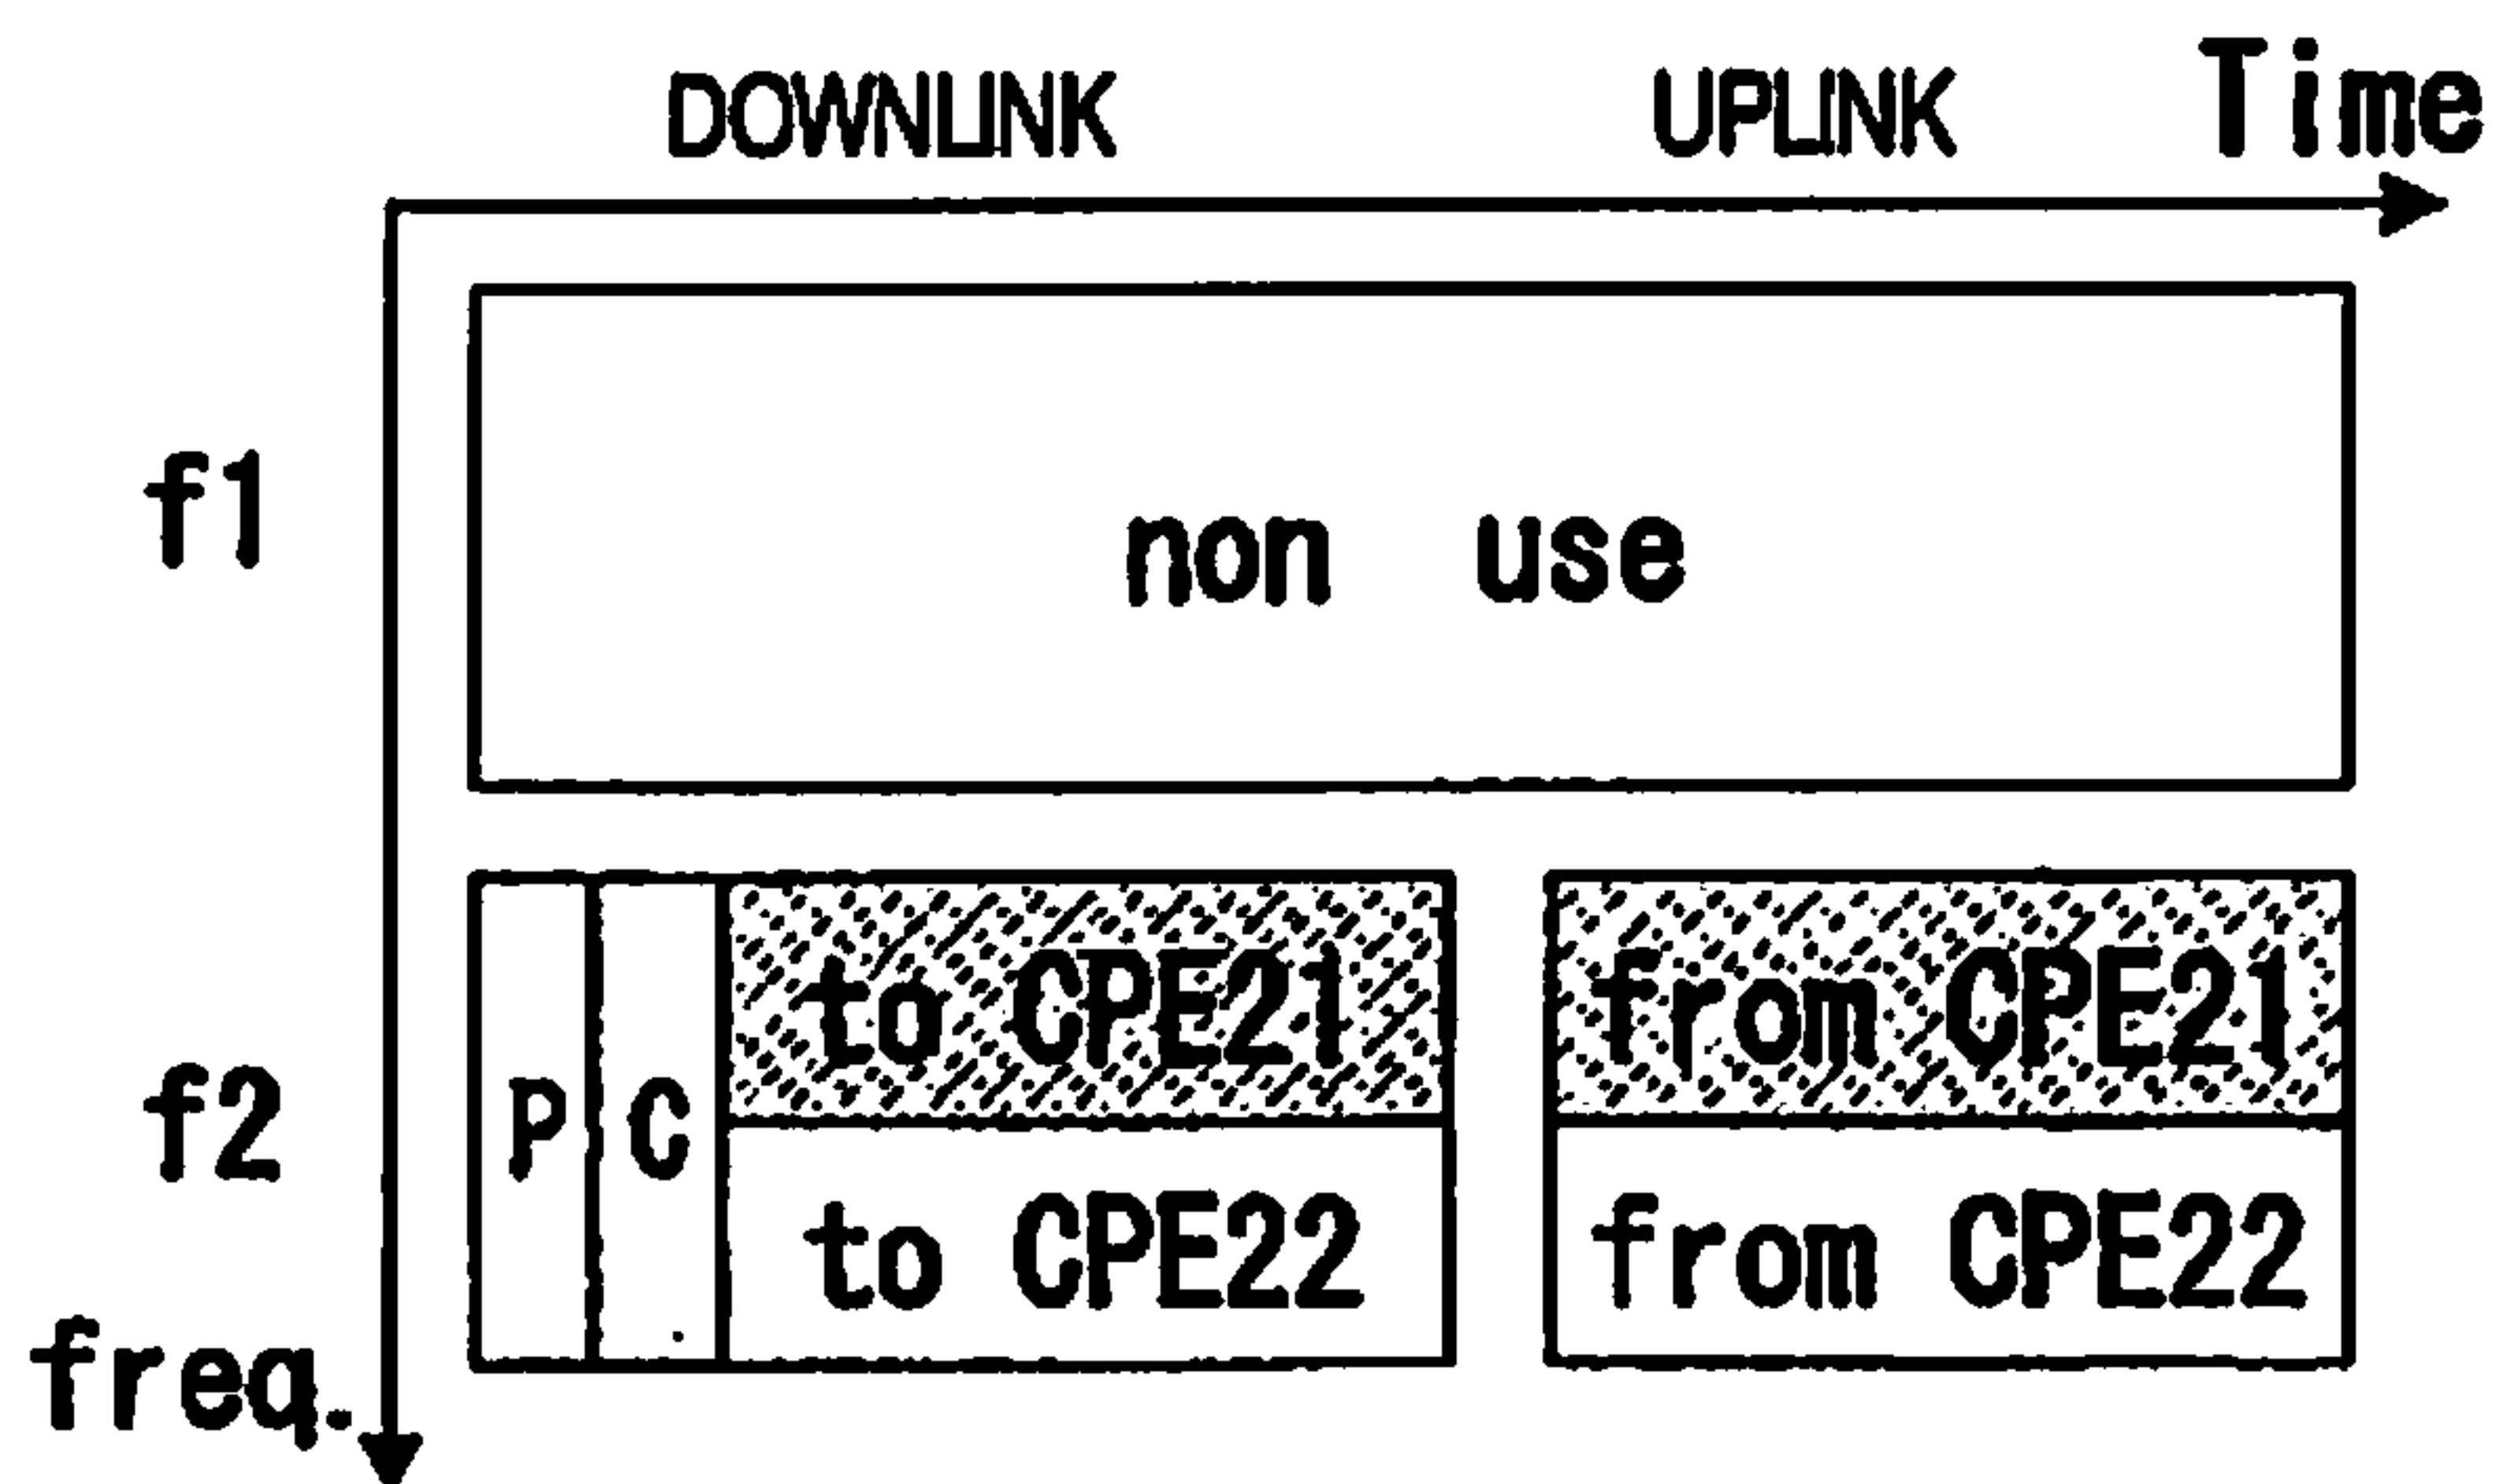 DOWNLINK UPLINK Time
f1
non use
to CPE21 from CPE21
f2
P C
to CPE22 from CPE22
freq.